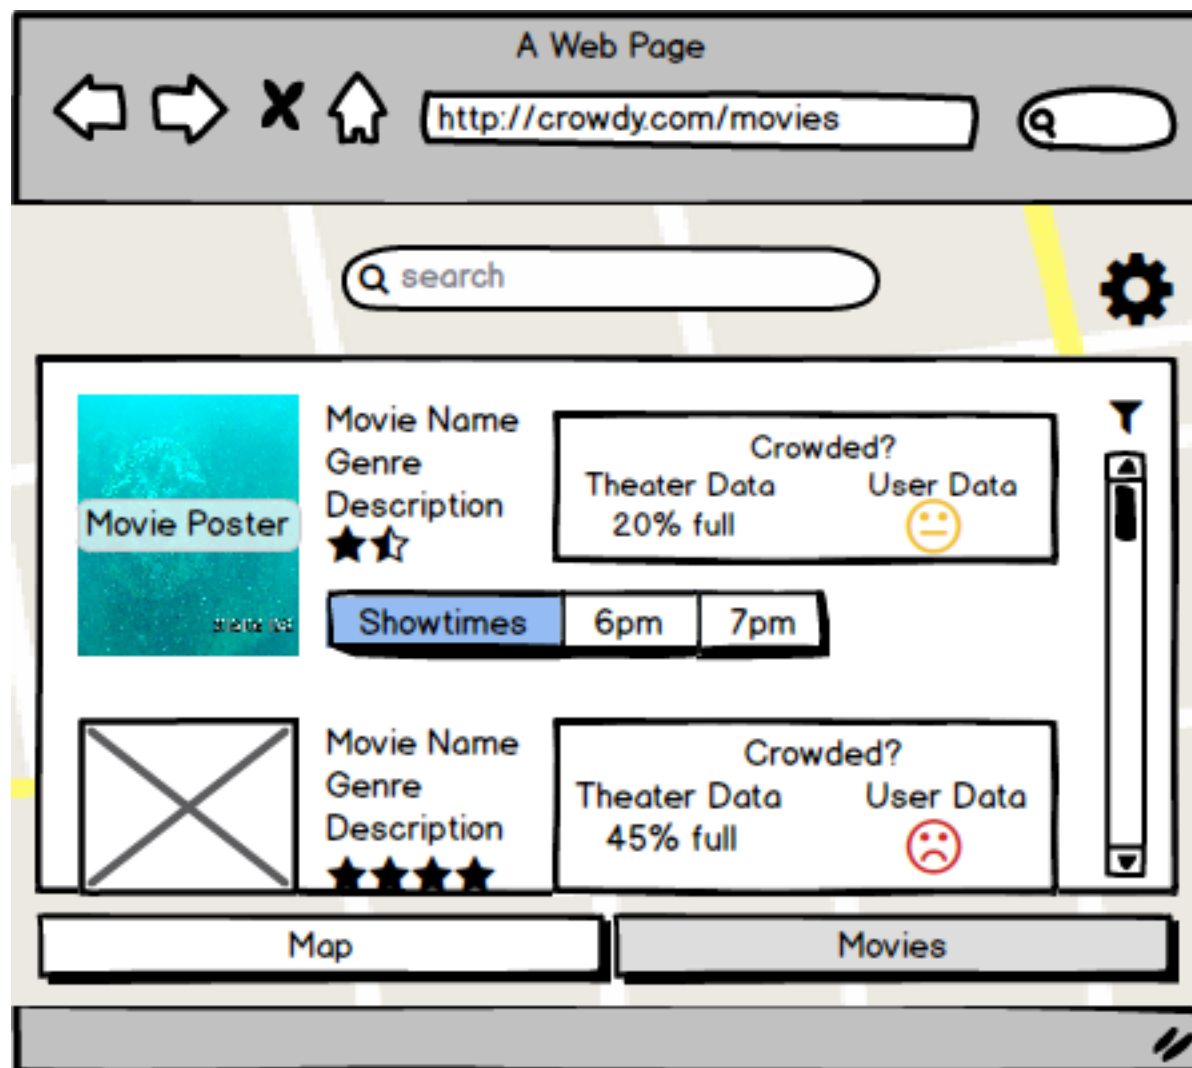 A Web Page
http://crowdy.com/movies
search
Movie Poster
Movie Name
Genre
Description
Crowded?
Theater Data User Data
20% full
Showtimes 6pm 7pm
Movie Name
Genre
Description
Crowded?
Theater Data User Data
45% full
Map Movies